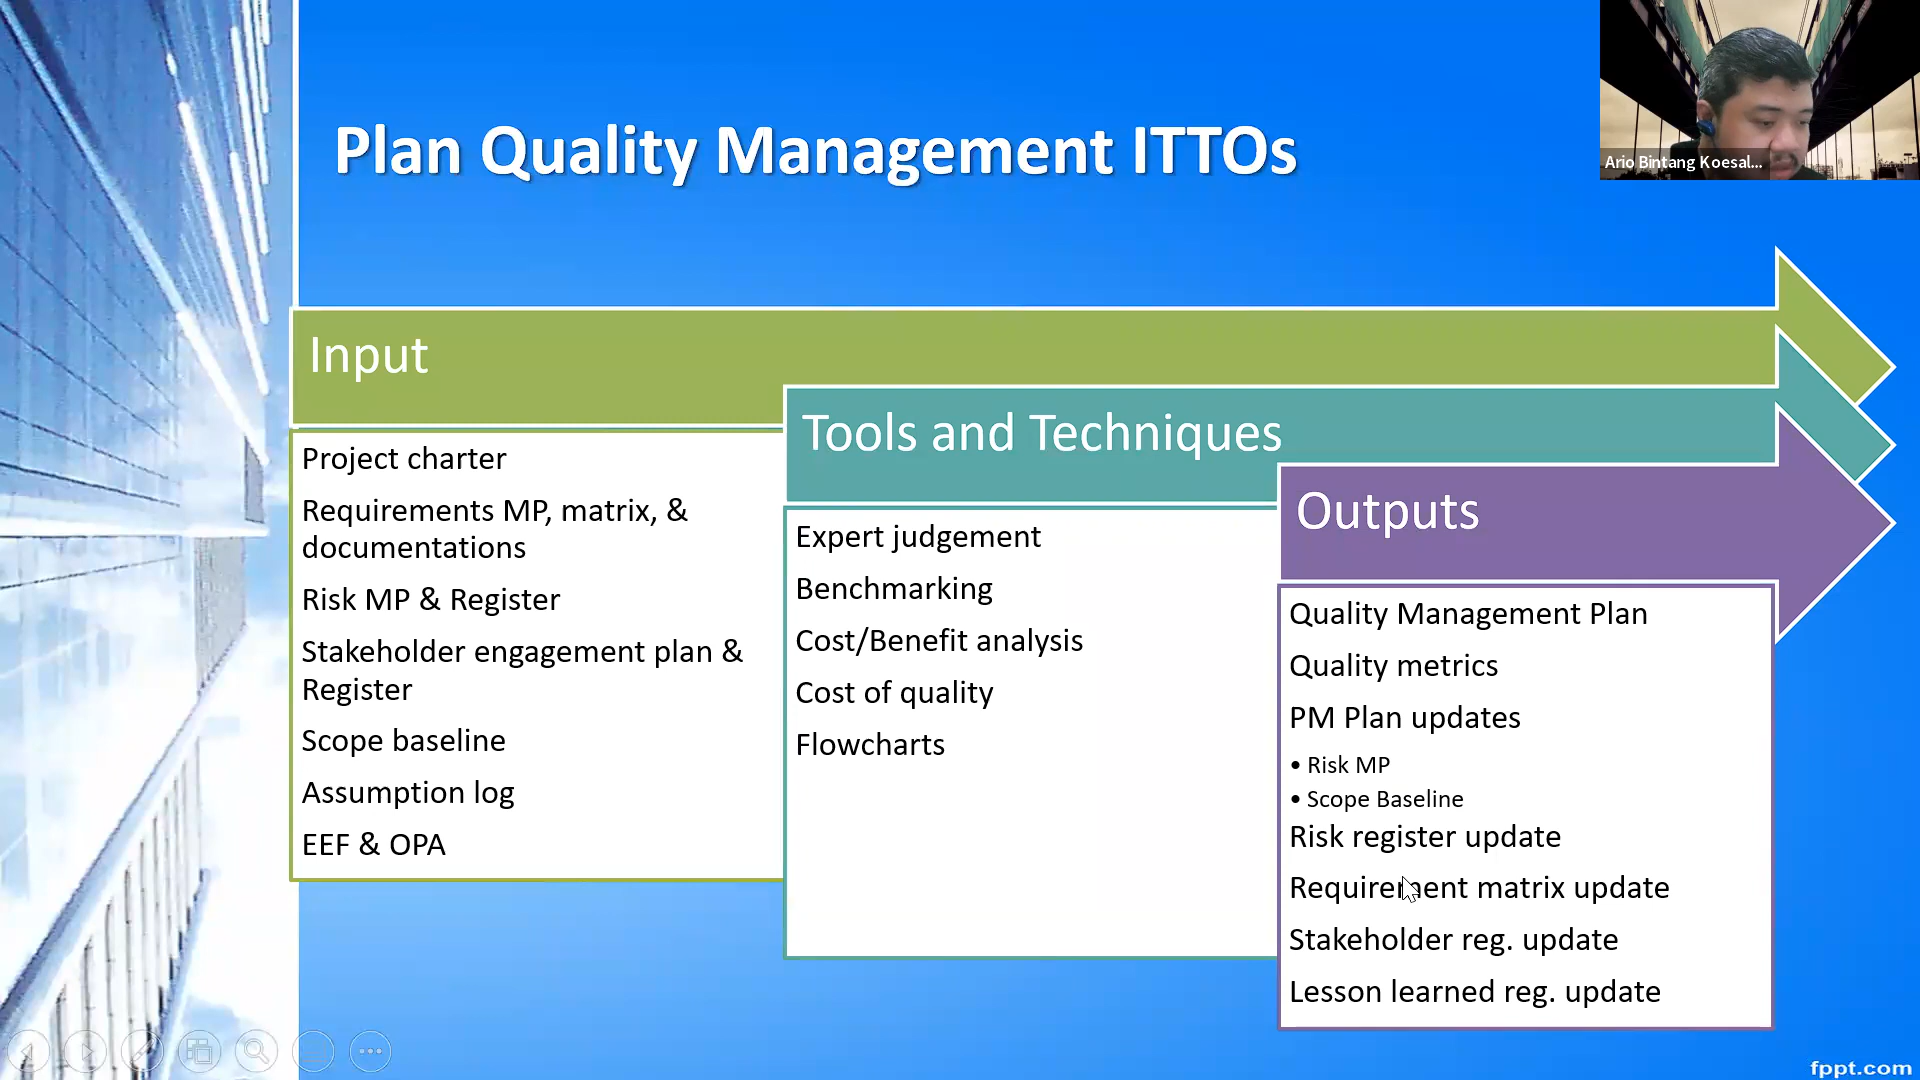 Plan Quality Management ITTOs
Ario Bintang Koesal...
Input
Project charter
Requirements MP, matrix, &
documentations
Risk MP & Register
Stakeholder engagement plan &
Register
Scope baseline
Assumption log
EEF & OPA
Tools and Techniques
Expert judgement
Benchmarking
Cost/Benefit analysis
Cost of quality
Flowcharts
Outputs
Quality Management Plan
Quality metrics
PM Plan updates
• Risk MP
• Scope Baseline
Risk register update
Requirement matrix update
Stakeholder reg. update
Lesson learned reg. update
fppt.com